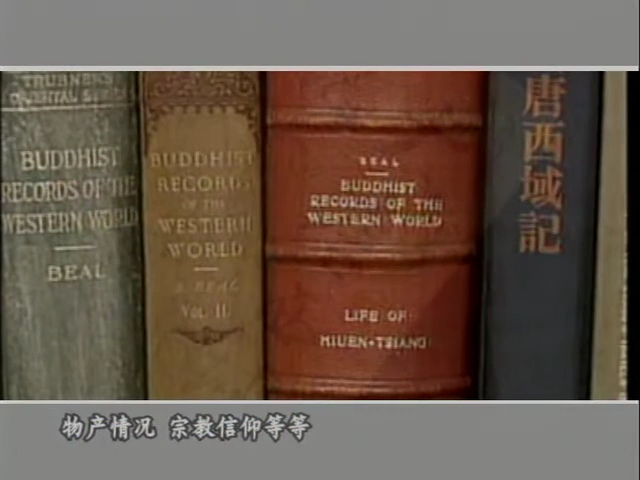 TRUBNER'S
ORIENTAL SERIES
BUDDHIST
RECORDS OF THE
WESTERN WORLD
BEAL
BUDDHIST
RECORDS
OF THE
WESTERN
WORLD
S. BEAL
VOL. II.
BEAL
BUDDHIST
RECORDS OF THE
WESTERN WORLD
LIFE OF
HIUEN-TSIANG
唐西域記
物产情况 宗教信仰等等